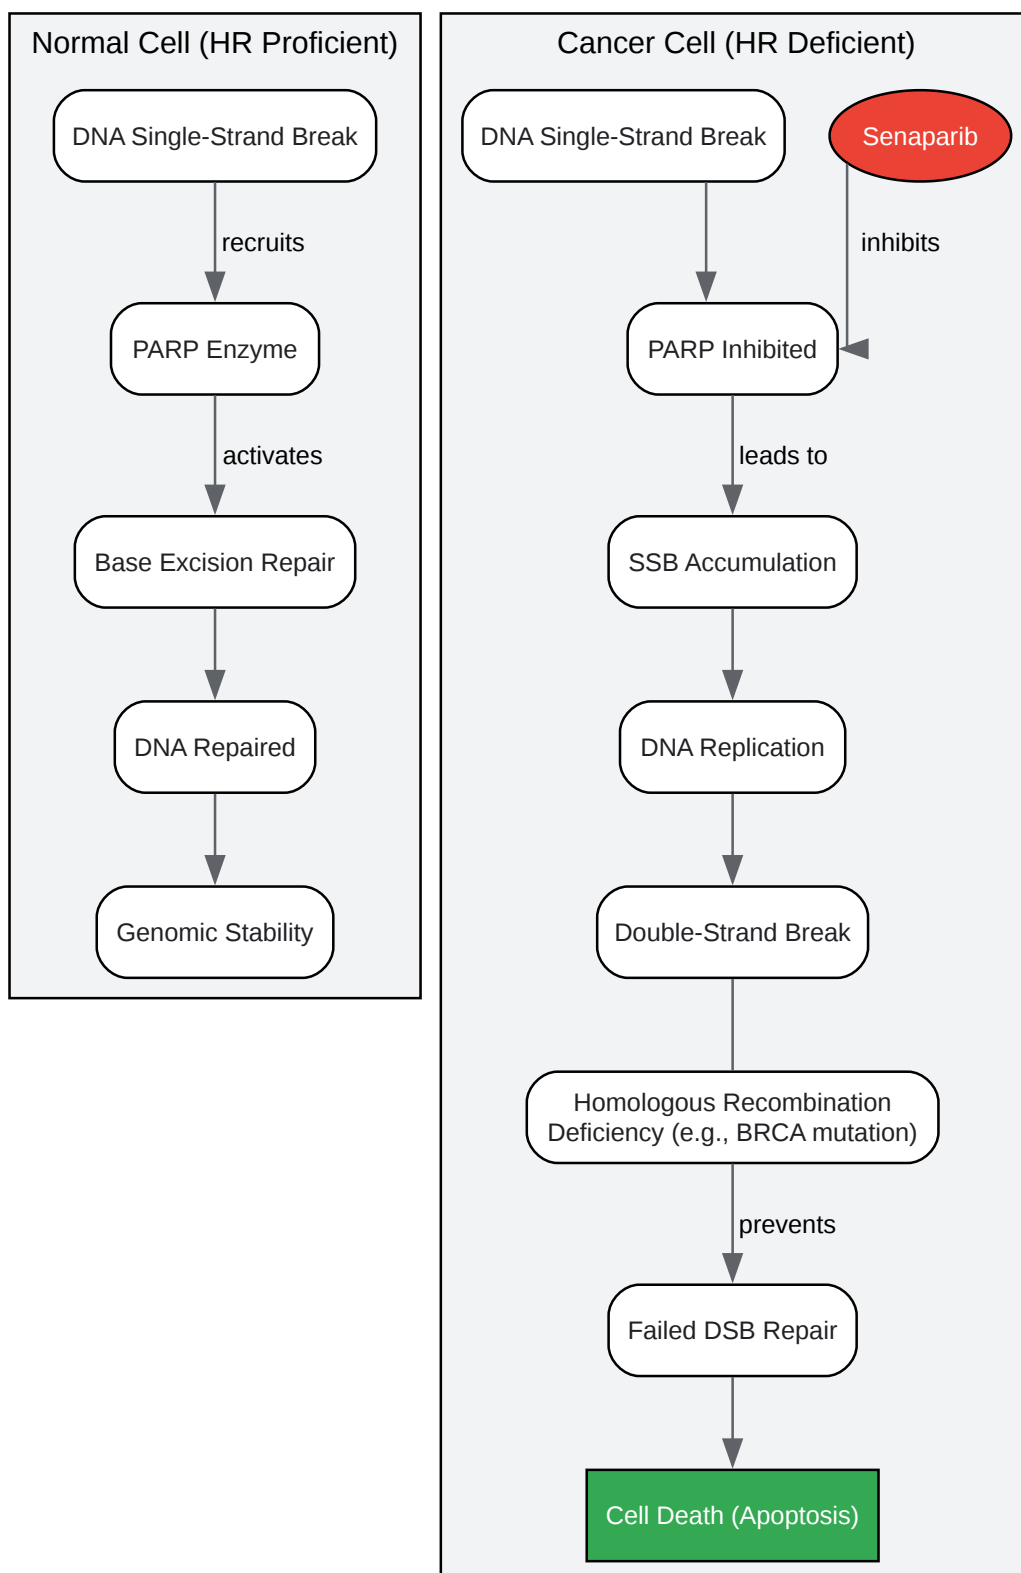 Normal Cell (HR Proficient)
DNA Single-Strand Break
recruits
PARP Enzyme
activates
Base Excision Repair
DNA Repaired
Genomic Stability
Cancer Cell (HR Deficient)
DNA Single-Strand Break
Senaparib
inhibits
PARP Inhibited
leads to
SSB Accumulation
DNA Replication
Double-Strand Break
Homologous Recombination
Deficiency (e.g., BRCA mutation)
prevents
Failed DSB Repair
Cell Death (Apoptosis)